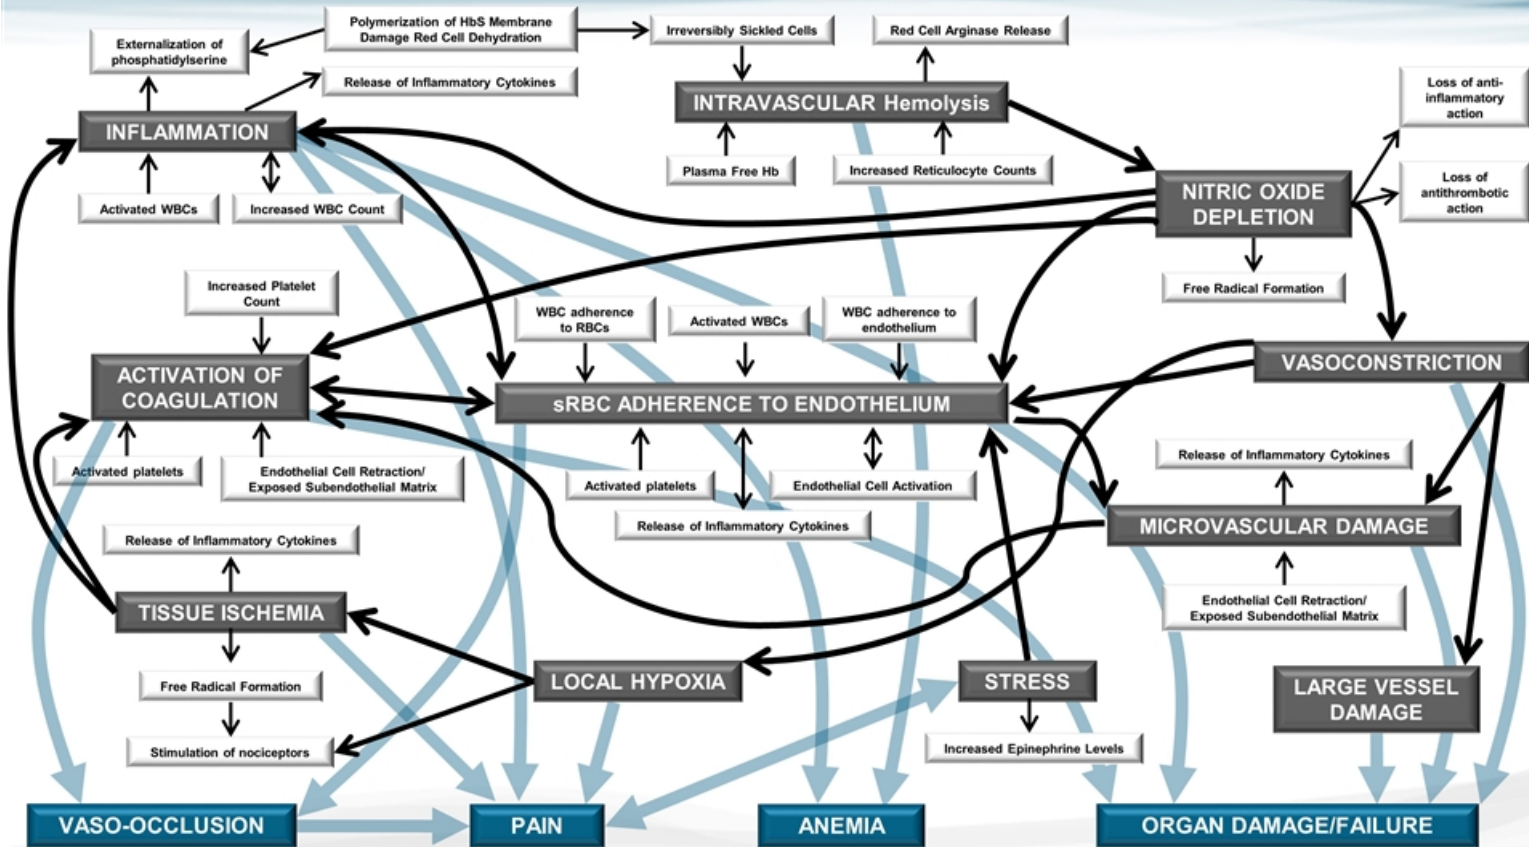 Polymerization of HbS Membrane
Damage Red Cell Dehydration
Externalization of
phosphatidylserine
Irreversibly Sickled Cells
Red Cell Arginase Release
Release of Inflammatory Cytokines
Loss of anti-
inflammatory
action
INTRAVASCULAR Hemolysis
INFLAMMATION
Plasma Free Hb
Increased Reticulocyte Counts
Loss of
antithrombotic
action
NITRIC OXIDE
DEPLETION
Activated WBCs
Increased WBC Count
Free Radical Formation
Increased Platelet
Count
WBC adherence
to RBCs
Activated WBCs
WBC adherence to
endothelium
VASOCONSTRICTION
ACTIVATION OF
COAGULATION
sRBC ADHERENCE TO ENDOTHELIUM
Release of Inflammatory Cytokines
Activated platelets
Endothelial Cell Retraction/
Exposed Subendothelial Matrix
Activated platelets
Endothelial Cell Activation
Release of Inflammatory Cytokines
MICROVASCULAR DAMAGE
Release of Inflammatory Cytokines
Endothelial Cell Retraction/
Exposed Subendothelial Matrix
TISSUE ISCHEMIA
Free Radical Formation
LOCAL HYPOXIA
STRESS
LARGE VESSEL
DAMAGE
Stimulation of nociceptors
Increased Epinephrine Levels
VASO-OCCLUSION
PAIN
ANEMIA
ORGAN DAMAGE/FAILURE